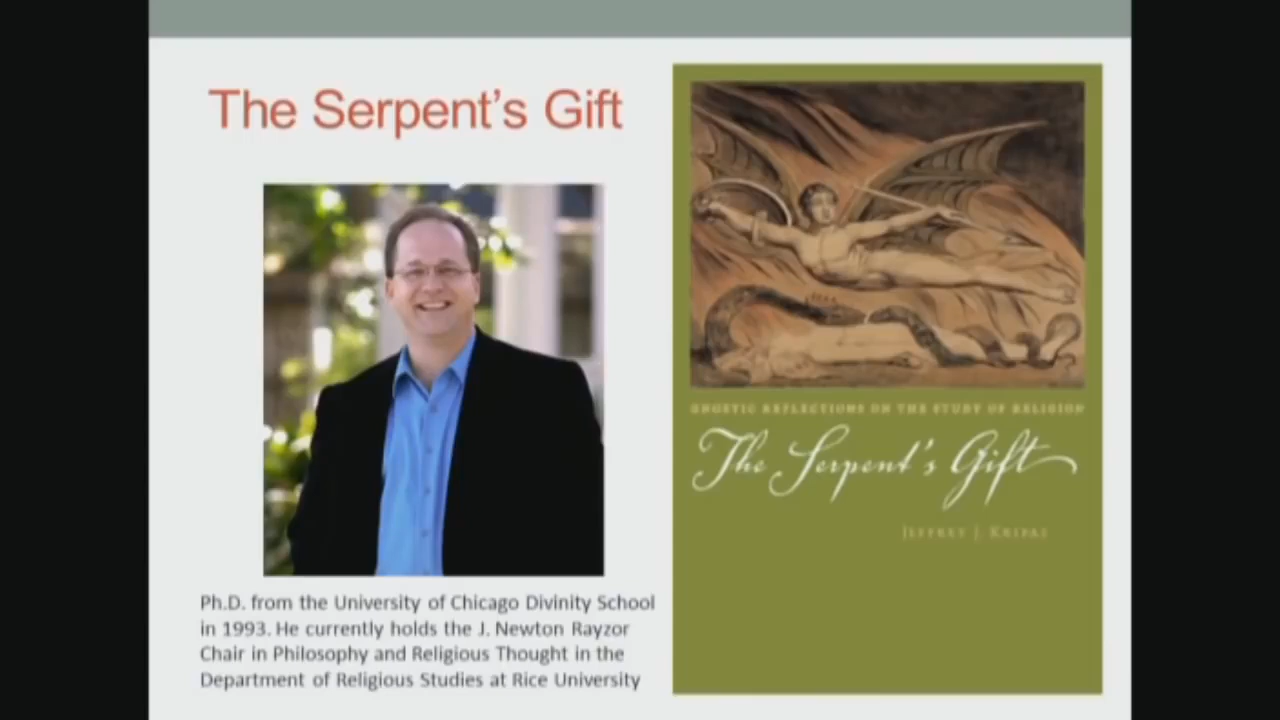 The Serpent's Gift
Ph.D. from the University of Chicago Divinity School
in 1993. He currently holds the J. Newton Rayzor
Chair in Philosophy and Religious Thought in the
Department of Religious Studies at Rice University
GNOSTIC REFLECTIONS ON THE STUDY OF RELIGION
The Serpent's Gift
JEFFREY J. KRIPAL